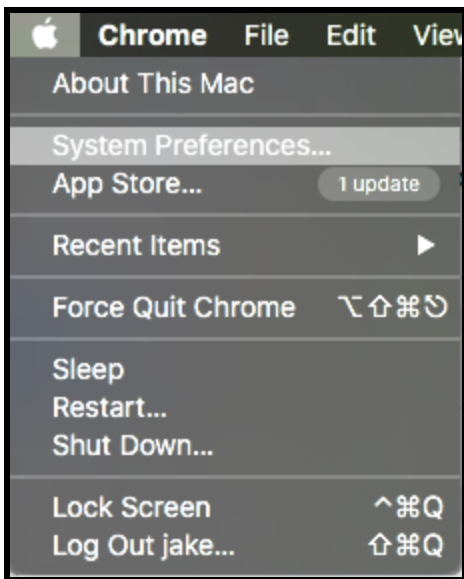 Chrome File Edit View
About This Mac
System Preferences...
App Store... 1 update
Recent Items ▶
Force Quit Chrome ⌥⇧⌘⎋
Sleep
Restart...
Shut Down...
Lock Screen ^⌘Q
Log Out jake... ⇧⌘Q